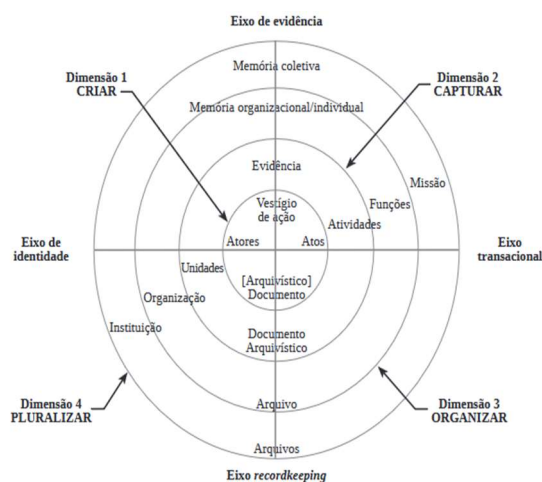 Eixo de evidência
Memória coletiva
Dimensão 1
CRIAR
Dimensão 2
CAPTURAR
Memória organizacional/individual
Evidência
Missão
Vestígio
de ação
Funções
Atividades
Eixo de
identidade
Atores
Atos
Eixo
transacional
Unidades
[Arquivístico]
Documento
Organização
Instituição
Documento
Arquivístico
Dimensão 4
PLURALIZAR
Arquivo
Dimensão 3
ORGANIZAR
Arquivos
Eixo recordkeeping